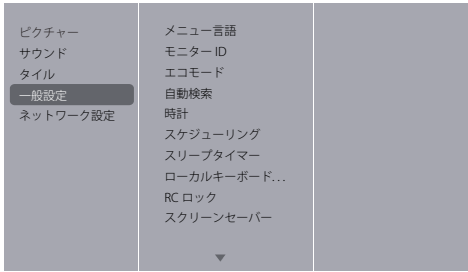 ピクチャー
サウンド
タイル
一般設定
ネットワーク設定
メニュー言語
モニター ID
エコモード
自動検索
時計
スケジューリング
スリープタイマー
ローカルキーボード...
RC ロック
スクリーンセーバー